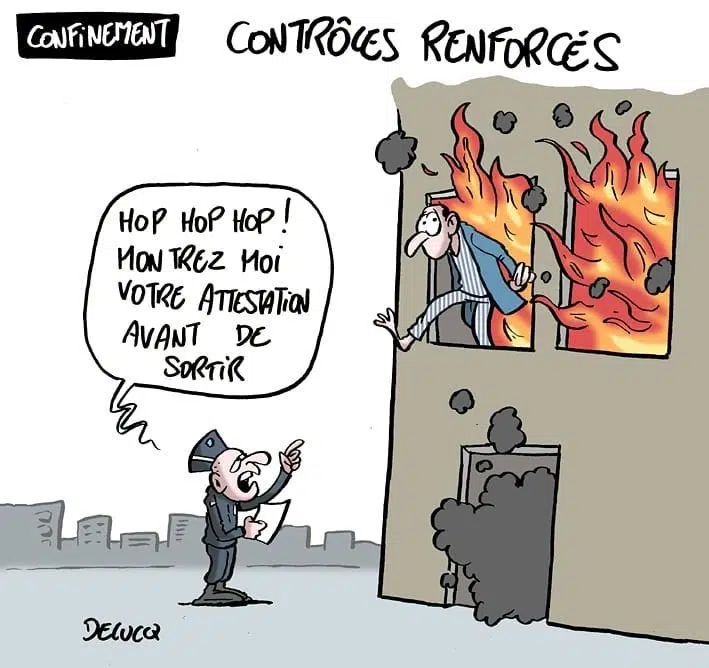 CONFINEMENT
CONTRÔLES RENFORCÉS
HOP HOP HOP !
MONTREZ MOI
VOTRE ATTESTATION
AVANT DE
SORTIR
DELUCQ